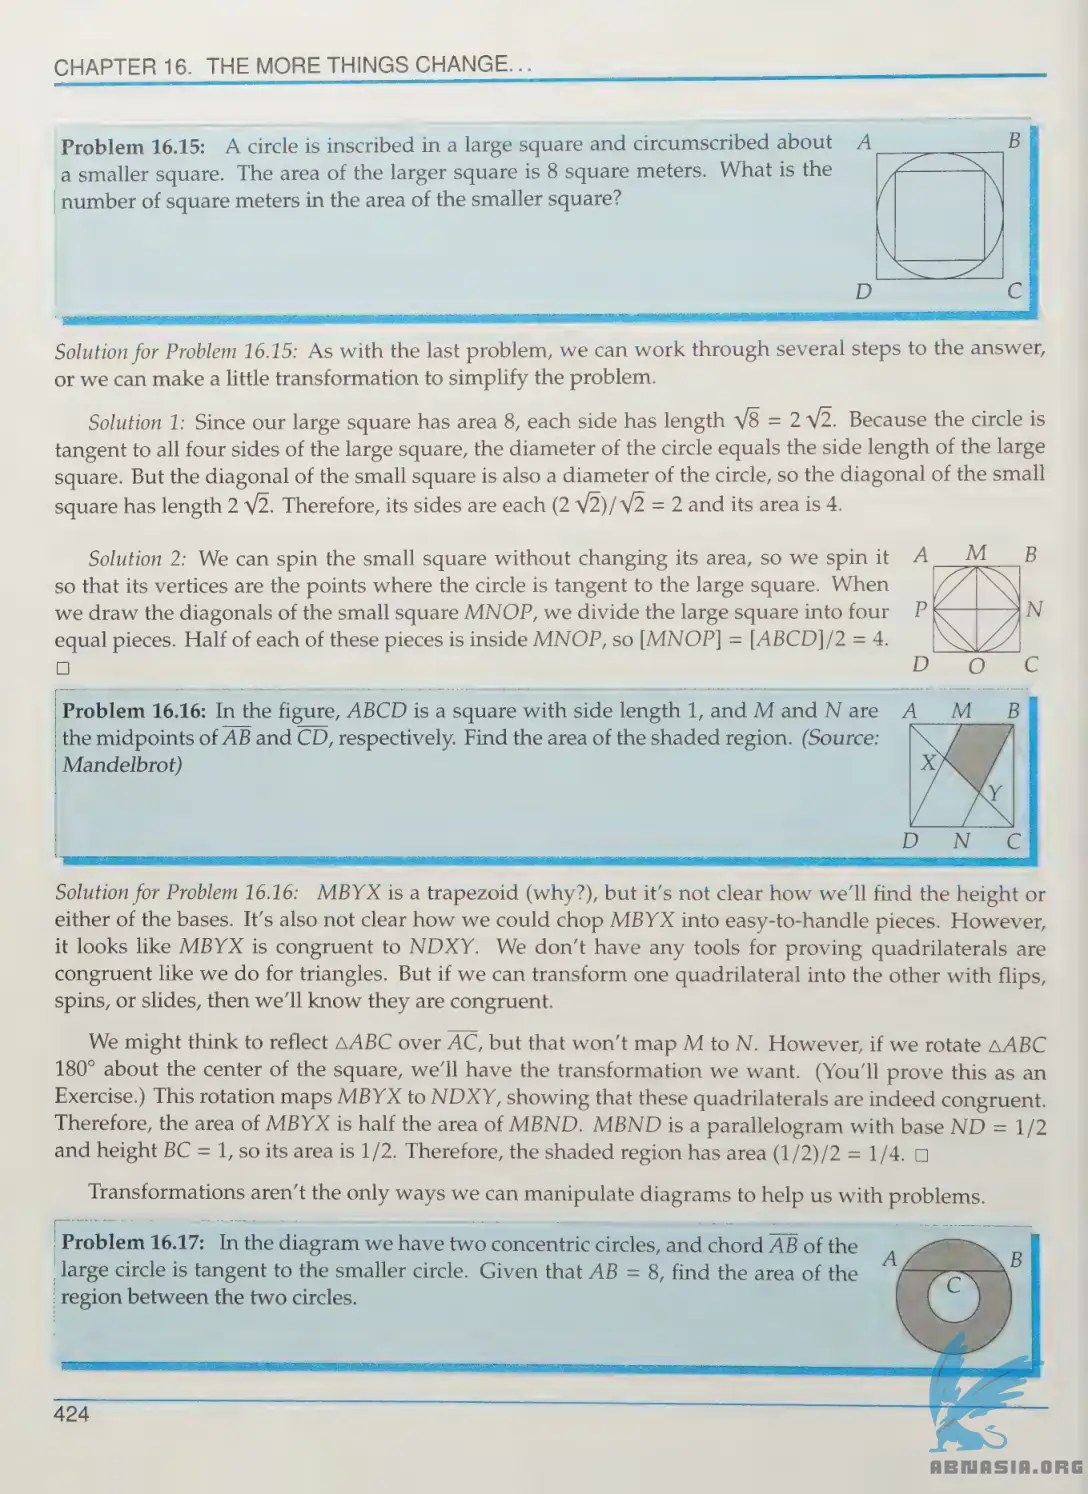 CHAPTER 16. THE MORE THINGS CHANGE...
Problem 16.15: A circle is inscribed in a large square and circumscribed about
a smaller square. The area of the larger square is 8 square meters. What is the
number of square meters in the area of the smaller square?
A B
D C
Solution for Problem 16.15: As with the last problem, we can work through several steps to the answer,
or we can make a little transformation to simplify the problem.
Solution 1: Since our large square has area 8, each side has length √8 = 2√2. Because the circle is
tangent to all four sides of the large square, the diameter of the circle equals the side length of the large
square. But the diagonal of the small square is also a diameter of the circle, so the diagonal of the small
square has length 2√2. Therefore, its sides are each (2√2)/√2 = 2 and its area is 4.
Solution 2: We can spin the small square without changing its area, so we spin it
so that its vertices are the points where the circle is tangent to the large square. When
we draw the diagonals of the small square MNOP, we divide the large square into four
equal pieces. Half of each of these pieces is inside MNOP, so [MNOP] = [ABCD]/2 = 4.
□
A M B
P N
D O C
Problem 16.16: In the figure, ABCD is a square with side length 1, and M and N are
the midpoints of A̅B̅ and C̅D̅, respectively. Find the area of the shaded region. (Source:
Mandelbrot)
A M B
X
Y
D N C
Solution for Problem 16.16: MBYX is a trapezoid (why?), but it's not clear how we'll find the height or
either of the bases. It's also not clear how we could chop MBYX into easy-to-handle pieces. However,
it looks like MBYX is congruent to NDXY. We don't have any tools for proving quadrilaterals are
congruent like we do for triangles. But if we can transform one quadrilateral into the other with flips,
spins, or slides, then we'll know they are congruent.
We might think to reflect △ABC over A̅C̅, but that won't map M to N. However, if we rotate △ABC
180° about the center of the square, we'll have the transformation we want. (You'll prove this as an
Exercise.) This rotation maps MBYX to NDXY, showing that these quadrilaterals are indeed congruent.
Therefore, the area of MBYX is half the area of MBND. MBND is a parallelogram with base ND = 1/2
and height BC = 1, so its area is 1/2. Therefore, the shaded region has area (1/2)/2 = 1/4. □
Transformations aren't the only ways we can manipulate diagrams to help us with problems.
Problem 16.17: In the diagram we have two concentric circles, and chord A̅B̅ of the
large circle is tangent to the smaller circle. Given that AB = 8, find the area of the
region between the two circles.
A B
C
424
ABNASIA.ORG